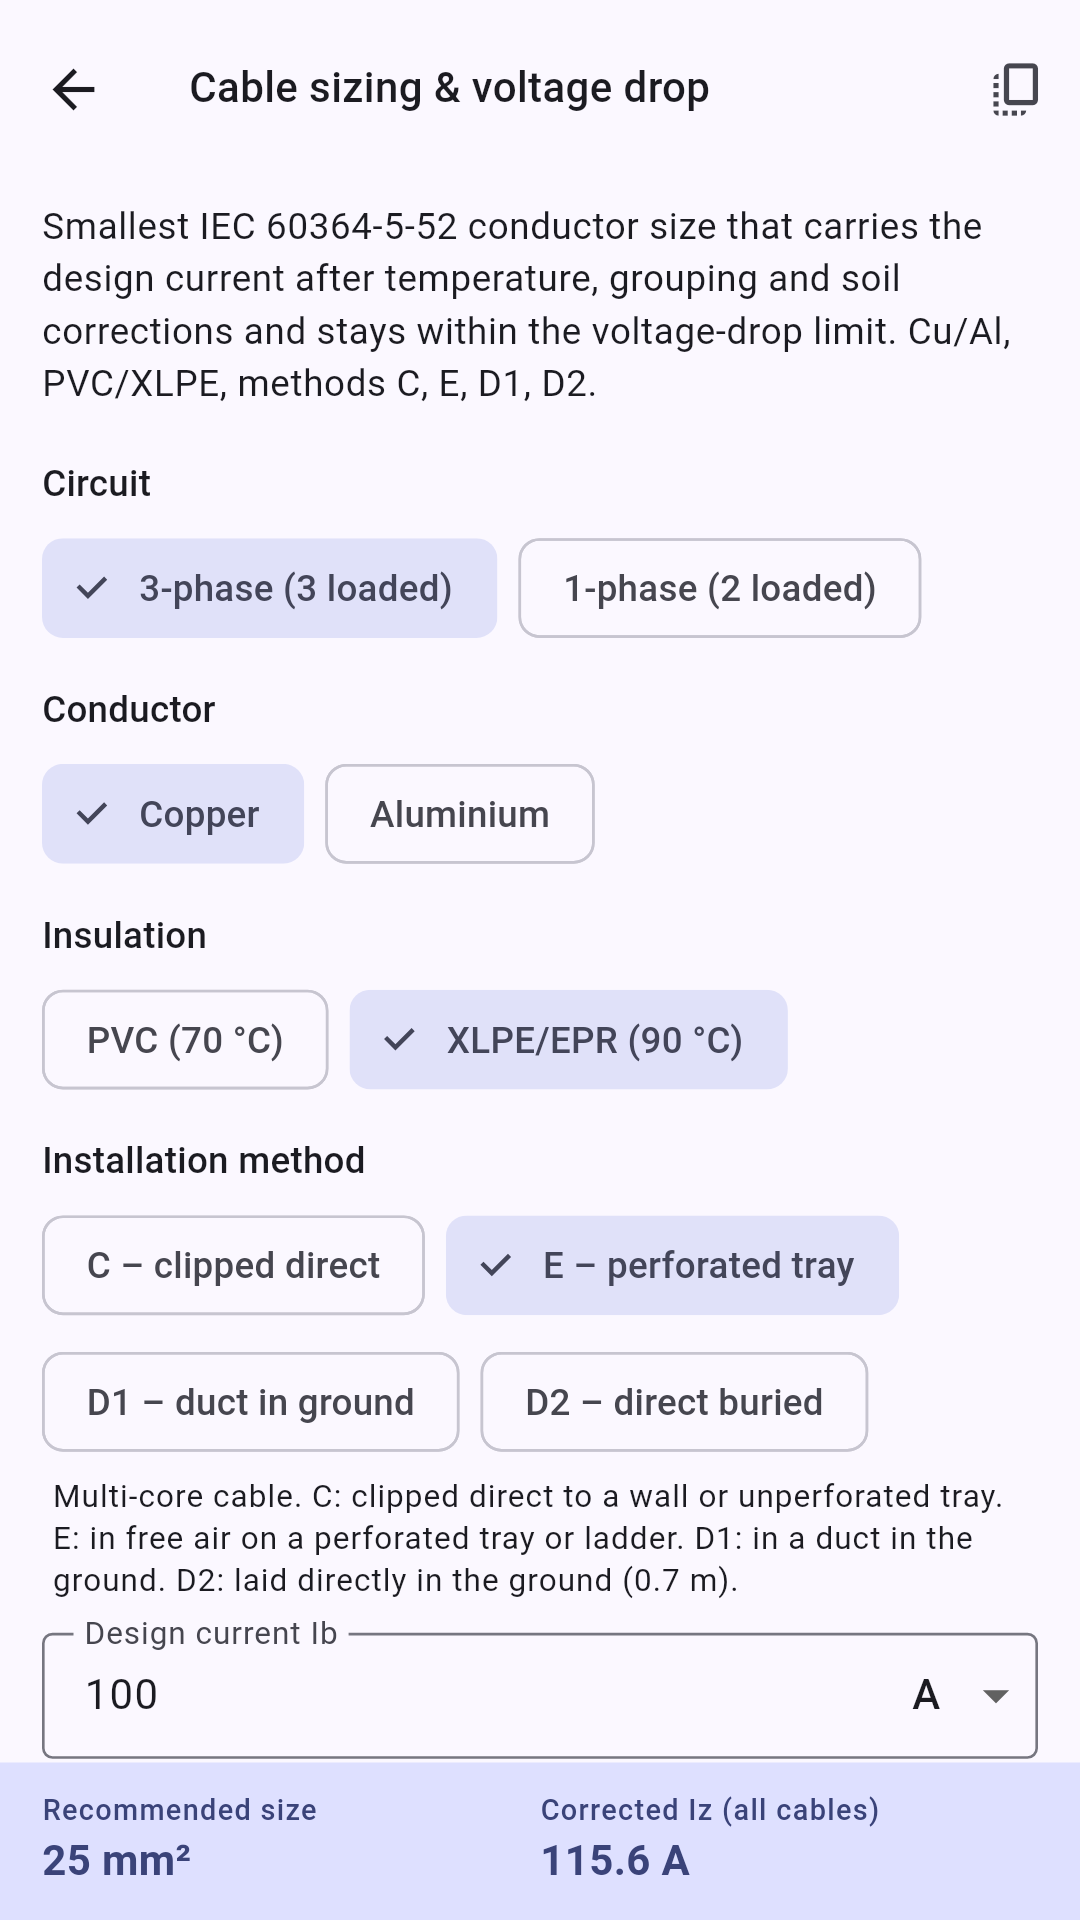 Cable sizing & voltage drop
Smallest IEC 60364-5-52 conductor size that carries the
design current after temperature, grouping and soil
corrections and stays within the voltage-drop limit. Cu/Al,
PVC/XLPE, methods C, E, D1, D2.
Circuit
3-phase (3 loaded)
1-phase (2 loaded)
Conductor
Copper
Aluminium
Insulation
PVC (70 °C)
XLPE/EPR (90 °C)
Installation method
C – clipped direct
E – perforated tray
D1 – duct in ground
D2 – direct buried
Multi-core cable. C: clipped direct to a wall or unperforated tray.
E: in free air on a perforated tray or ladder. D1: in a duct in the
ground. D2: laid directly in the ground (0.7 m).
Design current Ib
100
A
Recommended size
25 mm²
Corrected Iz (all cables)
115.6 A